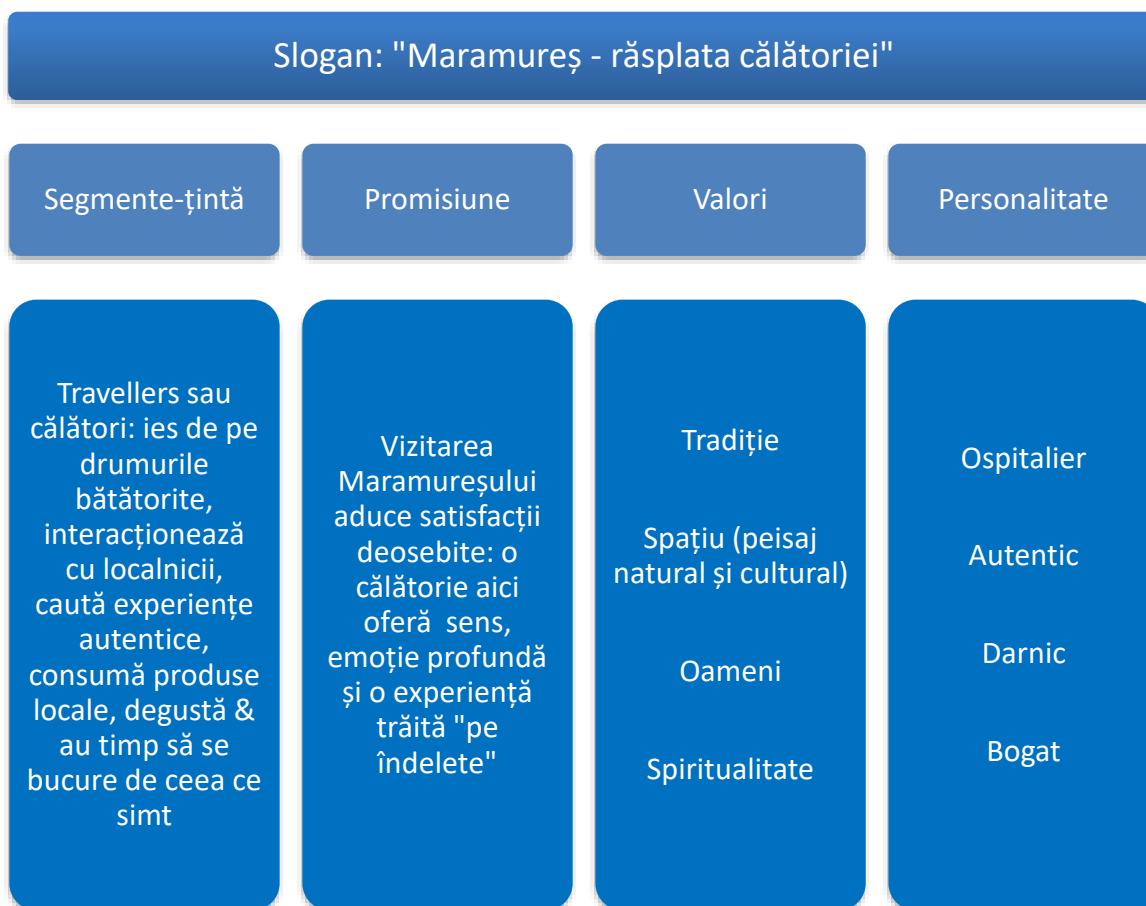 Slogan: "Maramureș - răsplata călătoriei"
Segmente-țintă
Promisiune
Valori
Personalitate
Travellers sau
călători: ies de pe
drumurile
bătătorite,
interacționează
cu localnicii,
caută experiențe
autentice,
consumă produse
locale, degustă &
au timp să se
bucure de ceea ce
simt
Vizitarea
Maramureșului
aduce satisfacții
deosebite: o
călătorie aici
oferă  sens,
emoție profundă
și o experiență
trăită "pe
îndelete"
Tradiție
Spațiu (peisaj
natural și cultural)
Oameni
Spiritualitate
Ospitalier
Autentic
Darnic
Bogat